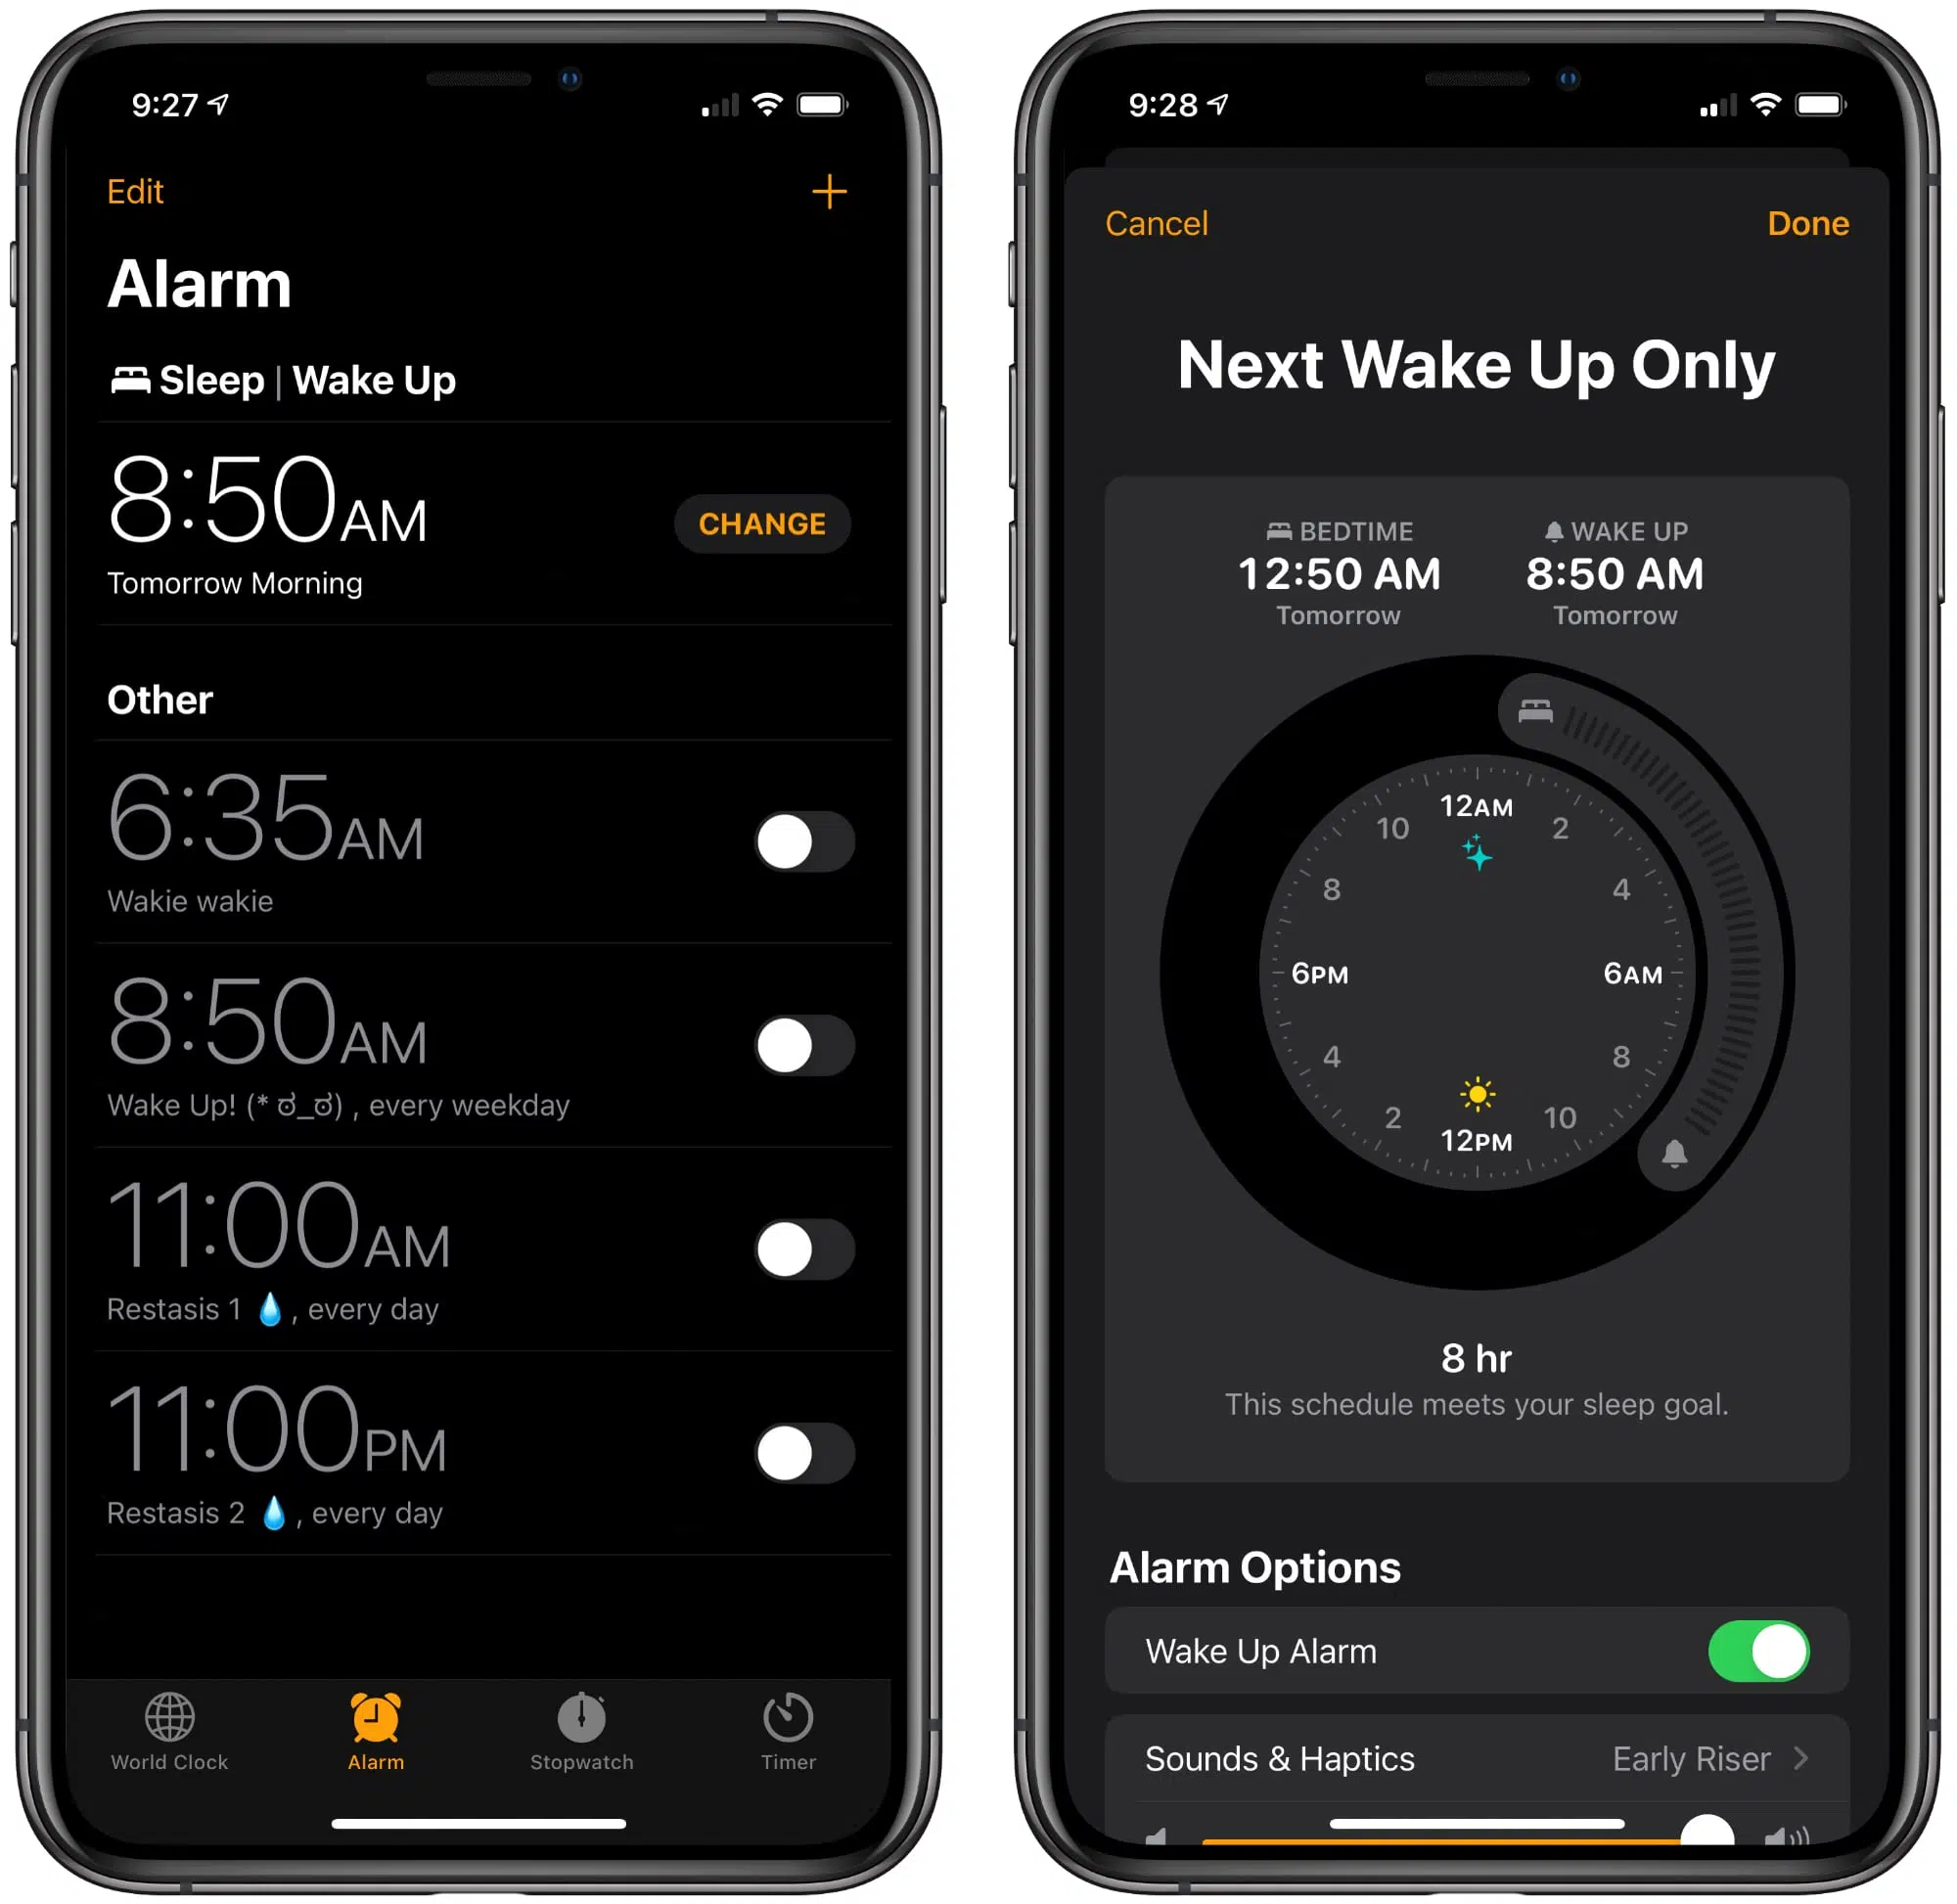 9:27
Edit
Alarm
Sleep | Wake Up
8:50AM
CHANGE
Tomorrow Morning
Other
6:35AM
Wakie wakie
8:50AM
Wake Up! (* ಠ_ಠ) , every weekday
11:00AM
Restasis 1 💧 , every day
11:00PM
Restasis 2 💧 , every day
World Clock
Alarm
Stopwatch
Timer
9:28
Cancel
Done
Next Wake Up Only
BEDTIME
12:50 AM
Tomorrow
WAKE UP
8:50 AM
Tomorrow
12AM
2
4
6AM
8
10
12PM
2
4
6PM
8
10
8 hr
This schedule meets your sleep goal.
Alarm Options
Wake Up Alarm
Sounds & Haptics
Early Riser